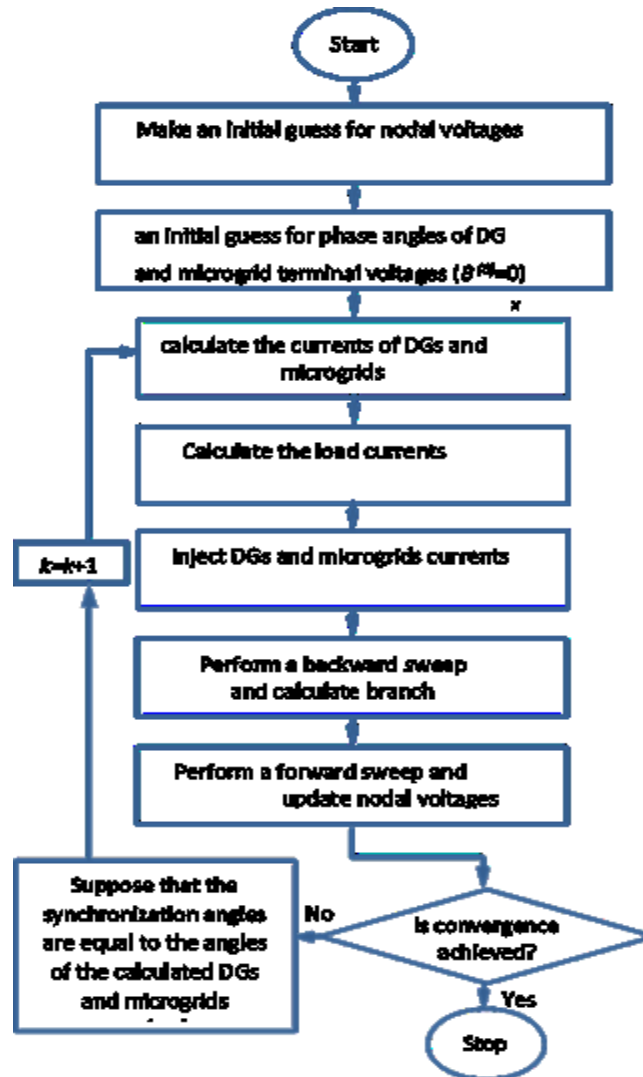 Start
Make an initial guess for nodal voltages
an initial guess for phase angles of DG
and microgrid terminal voltages (
=0)
x
calculate the currents of DGs and
microgrids
Calculate the load currents
k=k+1
Inject DGs and microgrids currents
Perform a backward sweep
and calculate branch
Perform a forward sweep and
update nodal voltages
Suppose that the
synchronization angles
are equal to the angles
of the calculated DGs
and microgrids
No
Is convergence
achieved?
Yes
Stop